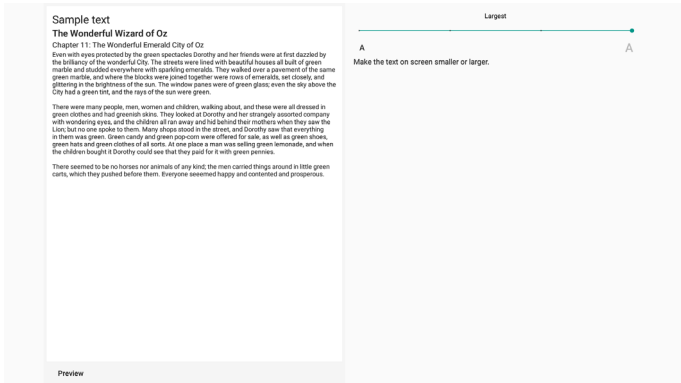 Sample text
The Wonderful Wizard of Oz
Chapter 11: The Wonderful Emerald City of Oz
Even with eyes protected by the green spectacles Dorothy and her friends were at first dazzled by
the brilliancy of the wonderful City. The streets were lined with beautiful houses all built of green
marble and studded everywhere with sparkling emeralds. They walked over a pavement of the same
green marble, and where the blocks were joined together were rows of emeralds, set closely, and
glittering in the brightness of the sun. The window panes were of green glass; even the sky above the
City had a green tint, and the rays of the sun were green.
There were many people, men, women and children, walking about, and these were all dressed in
green clothes and had greenish skins. They looked at Dorothy and her strangely assorted company
with wondering eyes, and the children all ran away and hid behind their mothers when they saw the
Lion; but no one spoke to them. Many shops stood in the street, and Dorothy saw that everything
in them was green. Green candy and green pop-corn were offered for sale, as well as green shoes,
green hats and green clothes of all sorts. At one place a man was selling green lemonade, and when
the children bought it Dorothy could see that they paid for it with green pennies.
There seemed to be no horses nor animals of any kind; the men carried things around in little green
carts, which they pushed before them. Everyone seeemed happy and contented and prosperous.
Preview
Largest
A A
Make the text on screen smaller or larger.